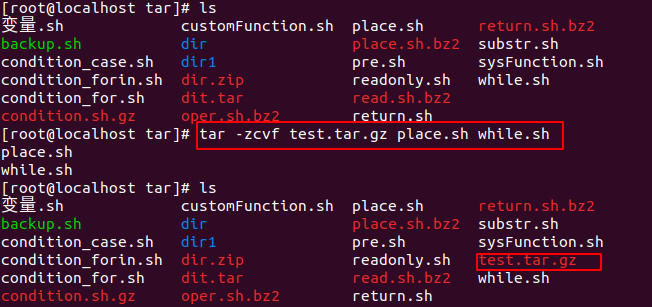 [root@localhost tar]# ls
变量.sh customFunction.sh place.sh return.sh.bz2
backup.sh dir place.sh.bz2 substr.sh
condition_case.sh dir1 pre.sh sysFunction.sh
condition_forin.sh dir.zip readonly.sh while.sh
condition_for.sh dit.tar read.sh.bz2
condition.sh.gz oper.sh.bz2 return.sh
[root@localhost tar]# tar -zcvf test.tar.gz place.sh while.sh
place.sh
while.sh
[root@localhost tar]# ls
变量.sh customFunction.sh place.sh return.sh.bz2
backup.sh dir place.sh.bz2 substr.sh
condition_case.sh dir1 pre.sh sysFunction.sh
condition_forin.sh dir.zip readonly.sh test.tar.gz
condition_for.sh dit.tar read.sh.bz2 while.sh
condition.sh.gz oper.sh.bz2 return.sh